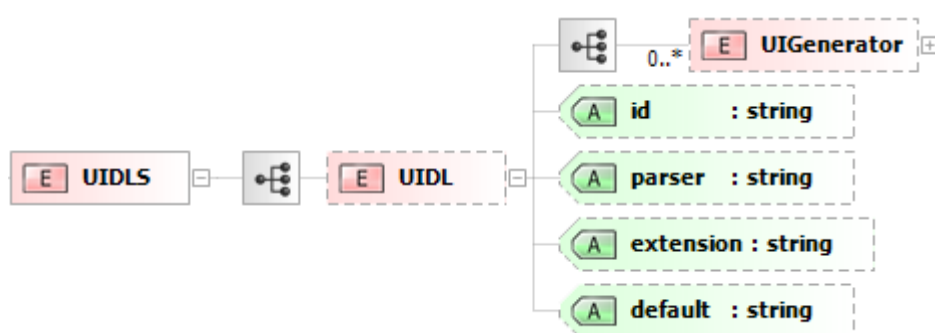 E UIGenerator
0..*
A id : string
E UIDLS
E UIDL
A parser : string
A extension : string
A default : string